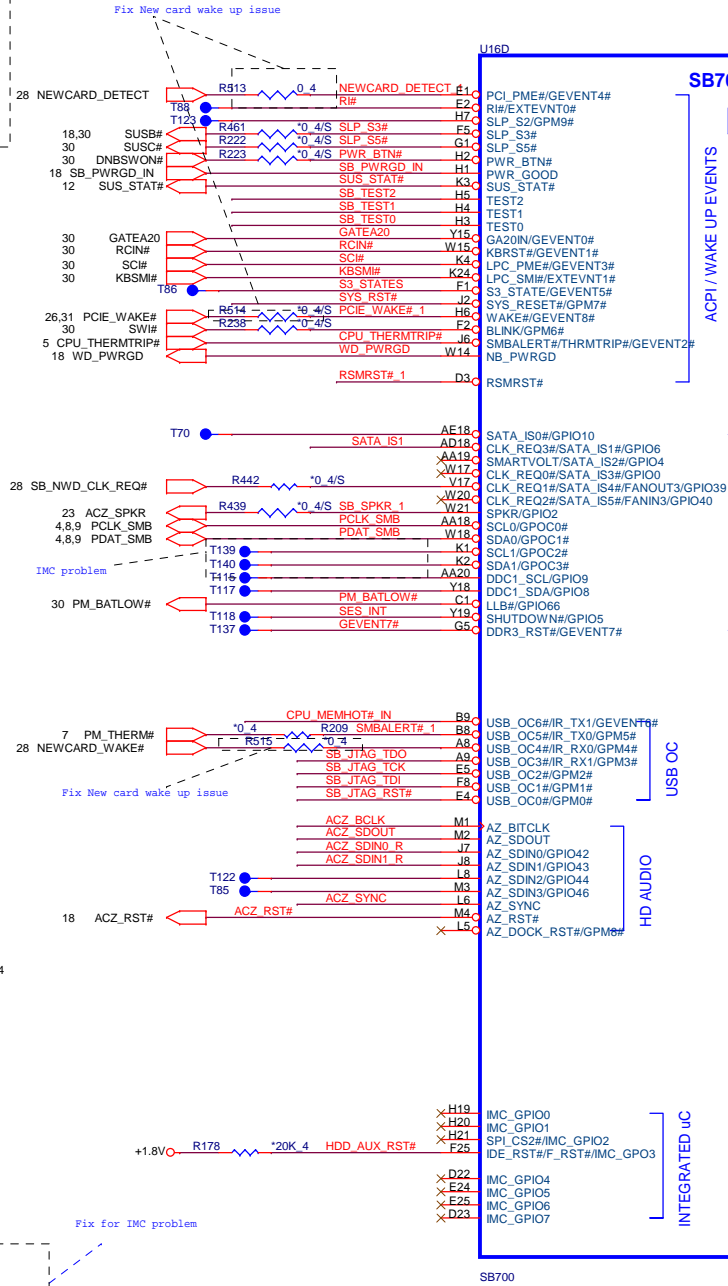 Fix New card wake up issue
U16D
SB70
28 NEWCARD_DETECT R513 0_4 NEWCARD_DETECT_1 E1 PCI_PME#/GEVENT4#
T88 RI# E2 RI#/EXTEVNT0#
T123 H7 SLP_S2/GPM9#
18,30 SUSB# R461 *0_4/S SLP_S3# F5 SLP_S3#
30 SUSC# R222 *0_4/S SLP_S5# G1 SLP_S5#
30 DNBSWON# R223 *0_4/S PWR_BTN# H2 PWR_BTN#
18 SB_PWRGD_IN SB_PWRGD_IN H1 PWR_GOOD
12 SUS_STAT# SUS_STAT# K3 SUS_STAT#
SB_TEST2 H5 TEST2
SB_TEST1 H4 TEST1
SB_TEST0 H3 TEST0
30 GATEA20 GATEA20 Y15 GA20IN/GEVENT0#
30 RCIN# RCIN# W15 KBRST#/GEVENT1#
30 SCI# SCI# K4 LPC_PME#/GEVENT3#
30 KBSMI# KBSMI# K24 LPC_SMI#/EXTEVNT1#
T86 S3_STATES F1 S3_STATE/GEVENT5#
SYS_RST# J2 SYS_RESET#/GPM7#
26,31 PCIE_WAKE# R514 *0_4 PCIE_WAKE#_1 H6 WAKE#/GEVENT8#
30 SWI# R238 *0_4/S F2 BLINK/GPM6#
5 CPU_THERMTRIP# CPU_THERMTRIP# J6 SMBALERT#/THRMTRIP#/GEVENT2#
18 WD_PWRGD WD_PWRGD W14 NB_PWRGD
RSMRST#_1 D3 RSMRST#
ACPI / WAKE UP EVENTS
T70 AE18 SATA_IS0#/GPIO10
SATA_IS1 AD18 CLK_REQ3#/SATA_IS1#/GPIO6
AA19 SMARTVOLT/SATA_IS2#/GPIO4
W17 CLK_REQ0#/SATA_IS3#/GPIO0
28 SB_NWD_CLK_REQ# R442 *0_4/S V17 CLK_REQ1#/SATA_IS4#/FANOUT3/GPIO39
W20 CLK_REQ2#/SATA_IS5#/FANIN3/GPIO40
23 ACZ_SPKR R439 *0_4/S SB_SPKR_1 W21 SPKR/GPIO2
4,8,9 PCLK_SMB PCLK_SMB AA18 SCL0/GPOC0#
4,8,9 PDAT_SMB PDAT_SMB W18 SDA0/GPOC1#
T139 K1 SCL1/GPOC2#
T140 K2 SDA1/GPOC3#
IMC problem
T115 AA20 DDC1_SCL/GPIO9
T117 Y18 DDC1_SDA/GPIO8
30 PM_BATLOW# PM_BATLOW# C1 LLB#/GPIO66
T118 SES_INT Y19 SHUTDOWN#/GPIO5
T137 GEVENT7# G5 DDR3_RST#/GEVENT7#
CPU_MEMHOT#_IN B9 USB_OC6#/IR_TX1/GEVENT6#
7 PM_THERM# *0_4 R209 SMBALERT#_1 B8 USB_OC5#/IR_TX0/GPM5#
28 NEWCARD_WAKE# R515 *0_4 A8 USB_OC4#/IR_RX0/GPM4#
SB_JTAG_TDO A9 USB_OC3#/IR_RX1/GPM3#
SB_JTAG_TCK E5 USB_OC2#/GPM2#
SB_JTAG_TDI F8 USB_OC1#/GPM1#
SB_JTAG_RST# E4 USB_OC0#/GPM0#
USB OC
Fix New card wake up issue
ACZ_BCLK M1 AZ_BITCLK
ACZ_SDOUT M2 AZ_SDOUT
ACZ_SDIN0_R J7 AZ_SDIN0/GPIO42
ACZ_SDIN1_R J8 AZ_SDIN1/GPIO43
T122 L8 AZ_SDIN2/GPIO44
T85 M3 AZ_SDIN3/GPIO46
ACZ_SYNC L6 AZ_SYNC
18 ACZ_RST# ACZ_RST# M4 AZ_RST#
L5 AZ_DOCK_RST#/GPM8#
HD AUDIO
4
H19 IMC_GPIO0
H20 IMC_GPIO1
H21 SPI_CS2#/IMC_GPIO2
+1.8V R178 *20K_4 HDD_AUX_RST# F25 IDE_RST#/F_RST#/IMC_GPO3
D22 IMC_GPIO4
E24 IMC_GPIO5
E25 IMC_GPIO6
D23 IMC_GPIO7
INTEGRATED uC
Fix for IMC problem
SB700